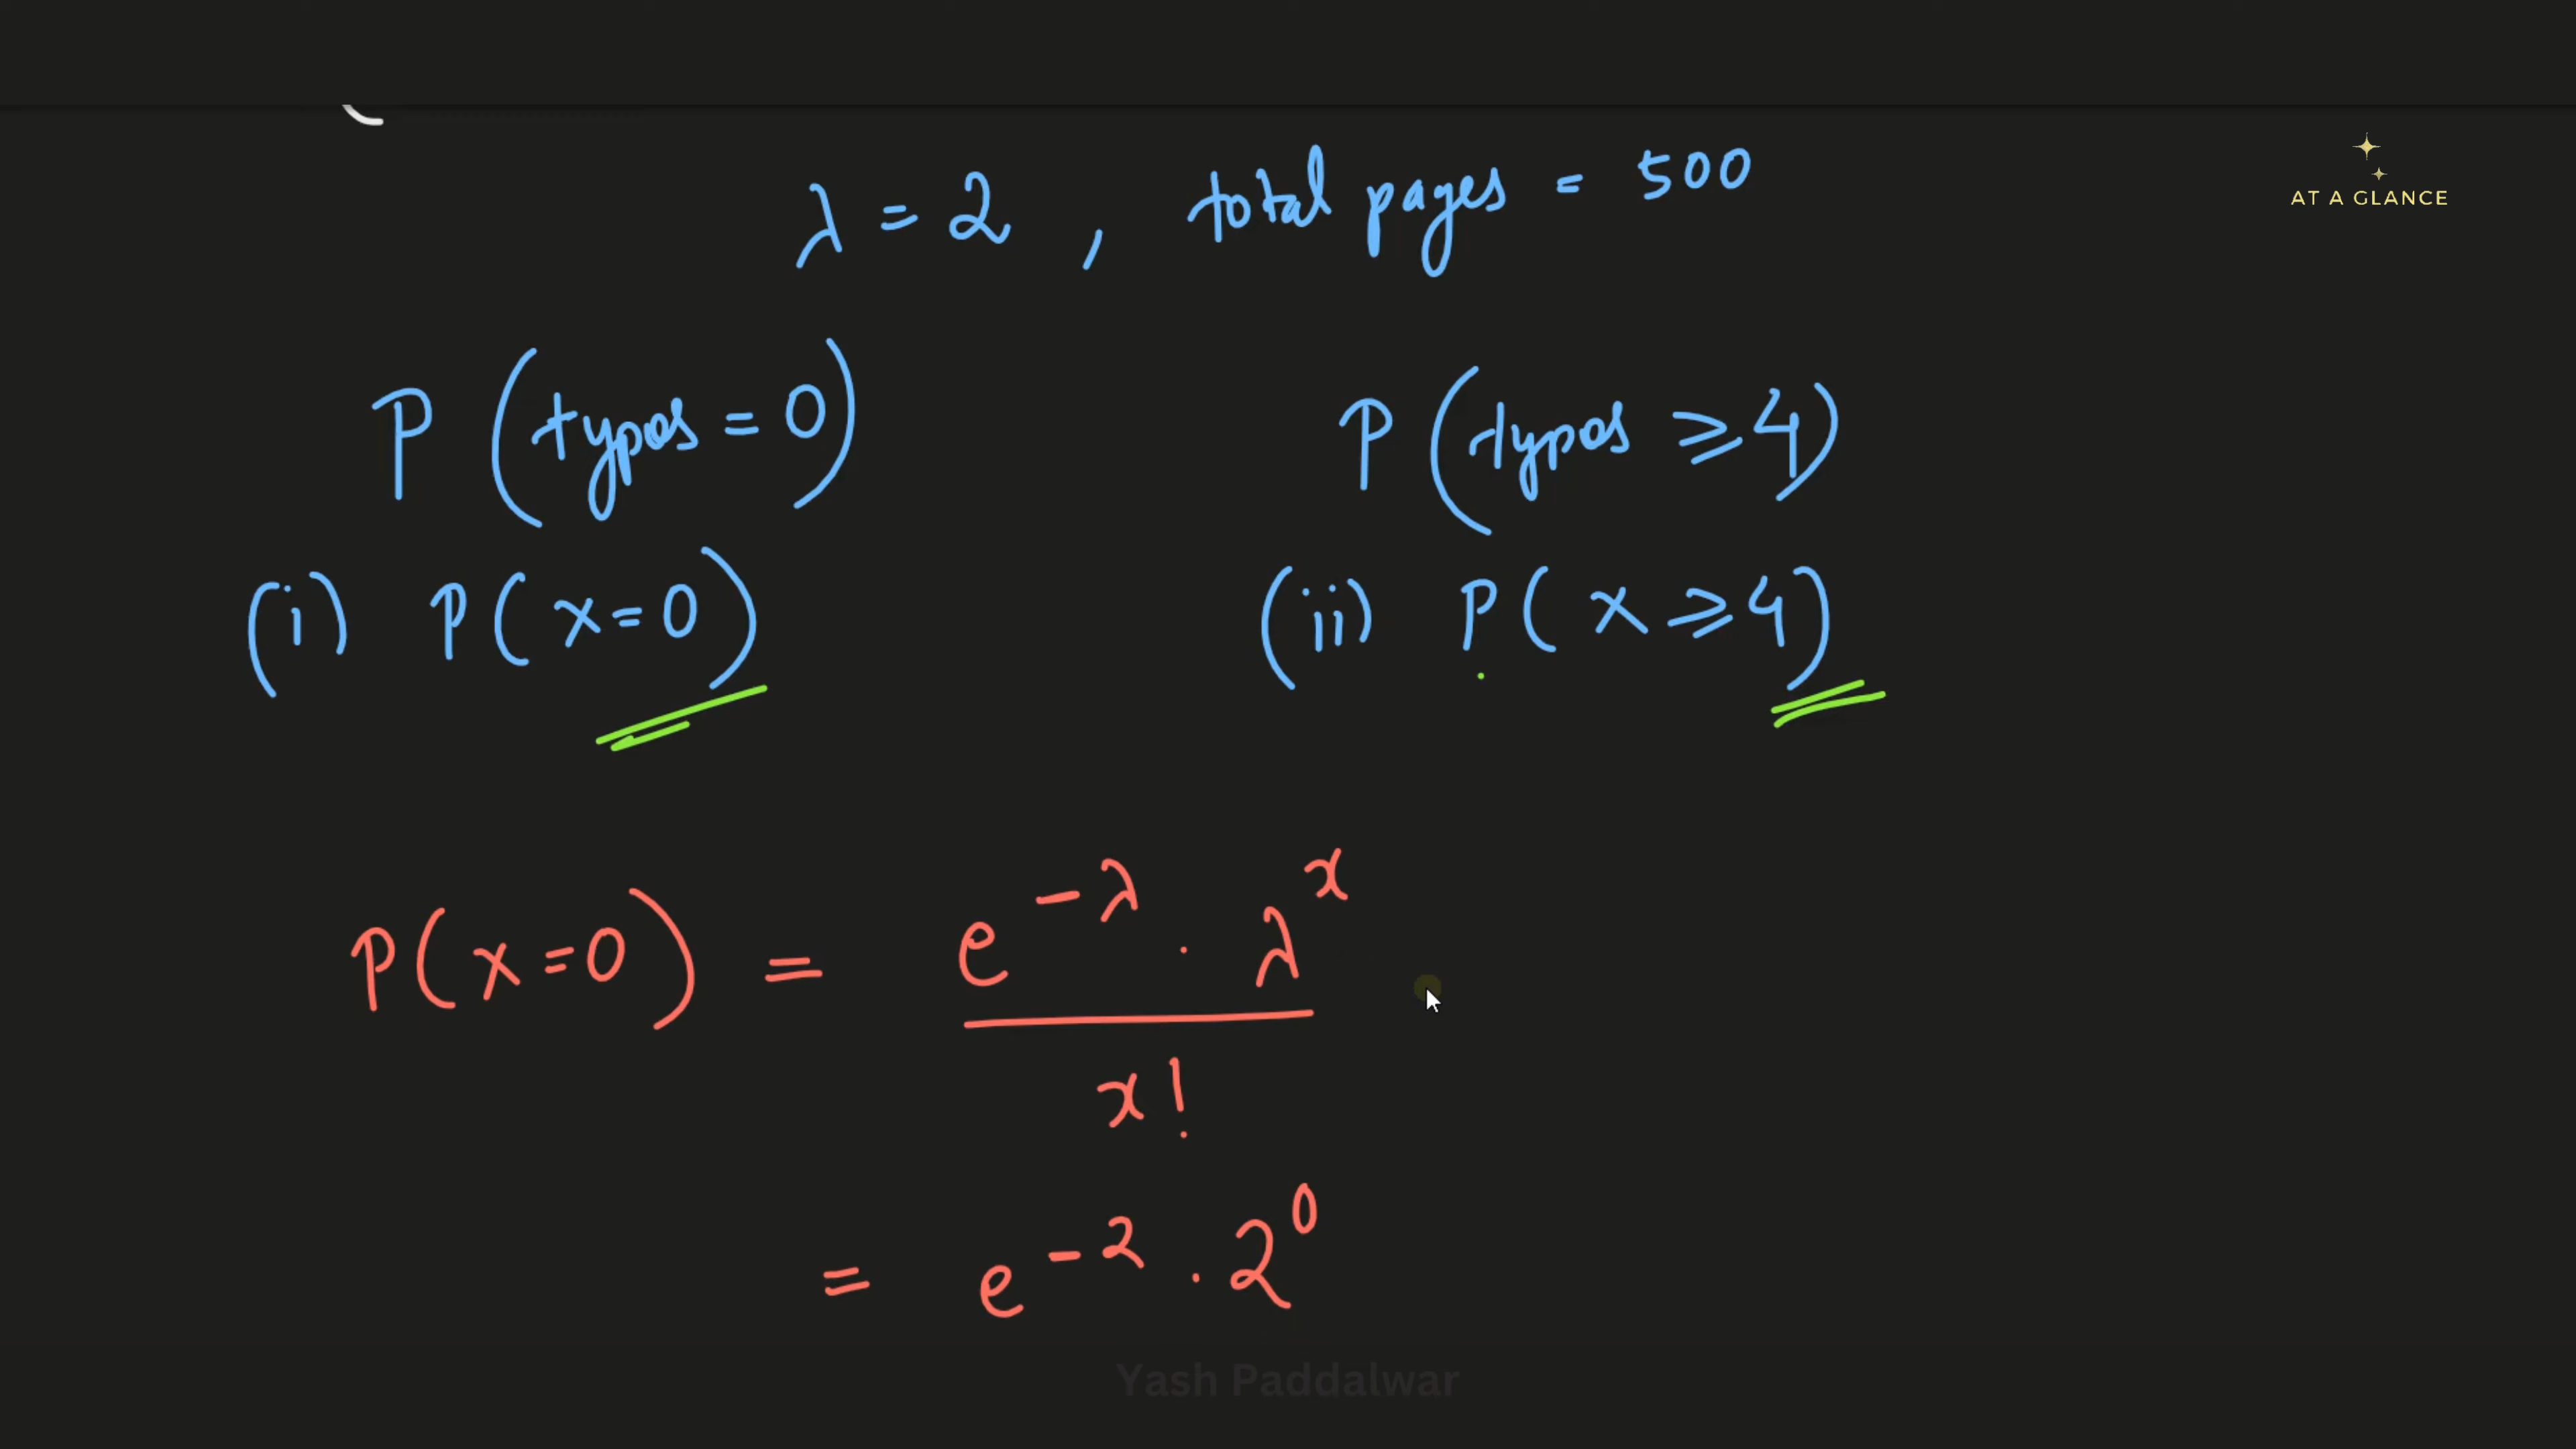 λ = 2 , total pages = 500
AT A GLANCE
P (typos = 0) P (typos ≥ 4)
(i) P(x = 0) (ii) P(x ≥ 4)
P(x = 0) = e^{-λ} . λ^x
x!
= e^{-2} . 2^0
Yash Paddalwar